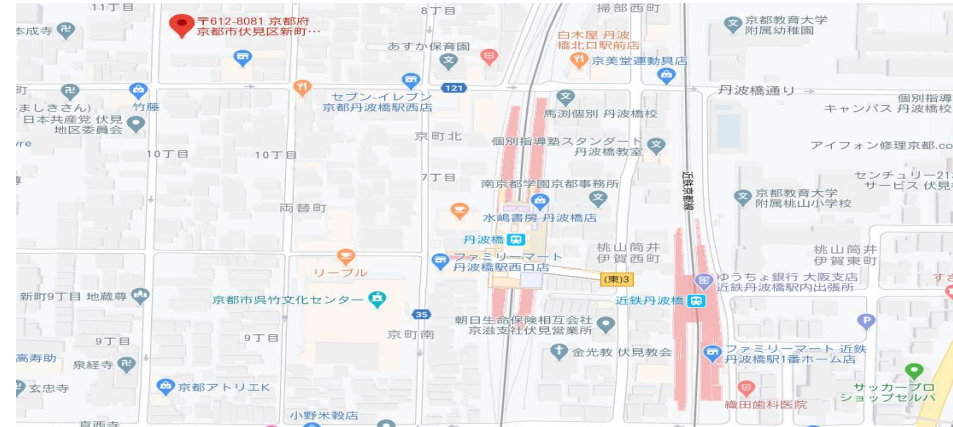 11丁目
〒612-8081 京都府
京都市伏見区新町…
8丁目
掃部西町
京都教育大学
附属幼稚園
本成寺
あすか保育園
白木屋 丹波
橋北口駅前店
京美堂運動具店
町
竹藤
セブン-イレブン
京都丹波橋駅西店
121
丹波橋通り
個別指導
キャンパス 丹波橋校
ましきさん)
日本共産党 伏見
地区委員会
vre
京町北
馬渕個別 丹波橋校
個別指導塾スタンダード
丹波橋教室
アイフォン修理京都.co
10丁目
10丁目
7丁目
南京都学園京都事務所
近鉄京都線
京都教育大学
附属桃山小学校
センチュリー21
サービス 伏見
両替町
水嶋書房 丹波橋店
丹波橋
ファミリーマート
丹波橋駅西口店
桃山筒井
伊賀西町
桃山筒井
伊賀東町
リーブル
(東)3
ゆうちょ銀行 大阪支店
近鉄丹波橋駅内出張所
すき
新町9丁目 地蔵尊
京都市呉竹文化センター
近鉄丹波橋
35
京町南
朝日生命保険相互会社
京滋支社伏見営業所
P
9丁目
9丁目
高寿助
泉経寺
金光教 伏見教会
ファミリーマート 近鉄
丹波橋駅1番ホーム店
玄忠寺
京都アトリエK
織田歯科医院
サッカープロ
ショップセルバ
小野米穀店